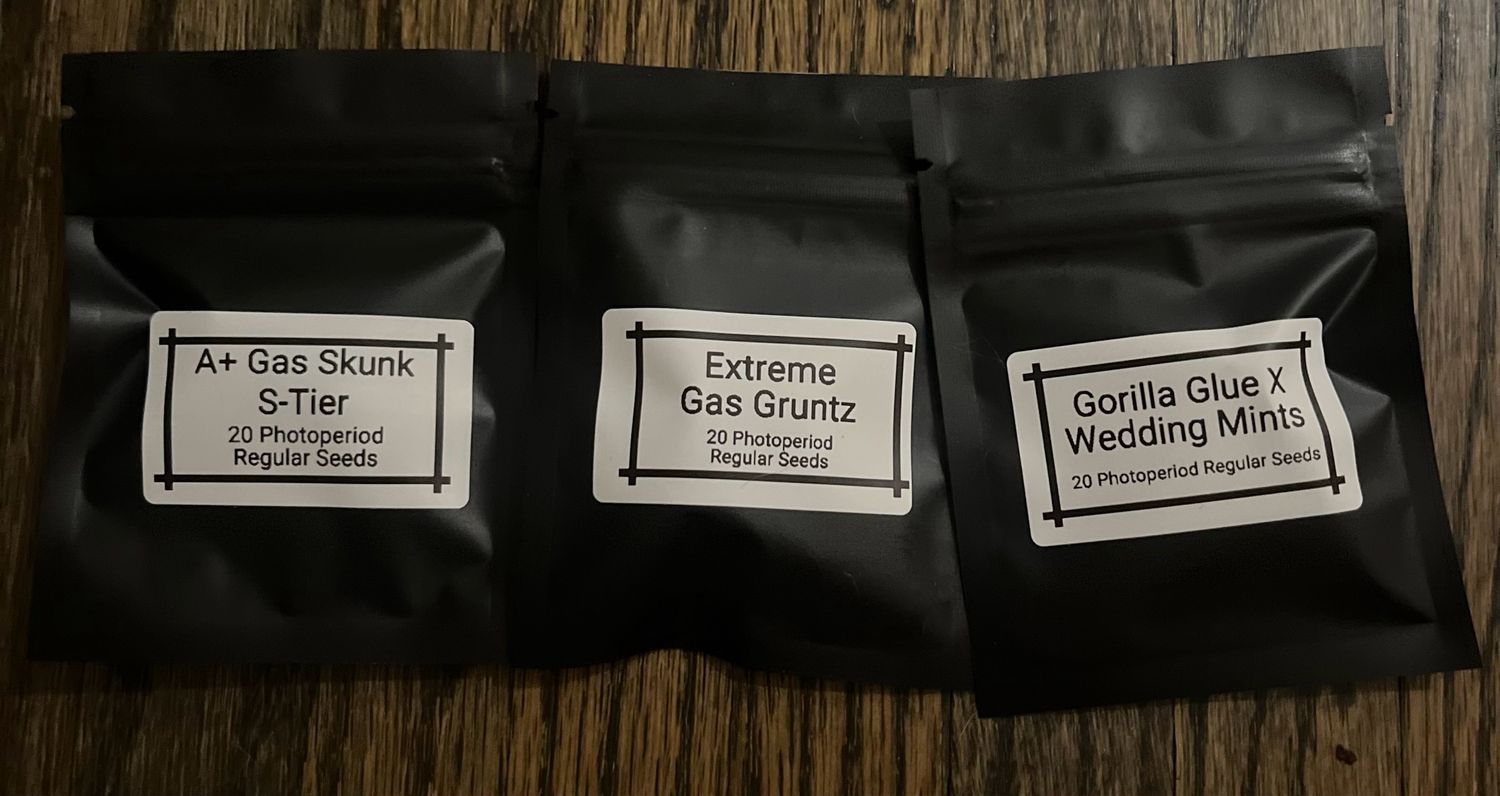 A+ Gas Skunk
S-Tier
20 Photoperiod
Regular Seeds
Extreme
Gas Gruntz
20 Photoperiod
Regular Seeds
Gorilla Glue X
Wedding Mints
20 Photoperiod Regular Seeds